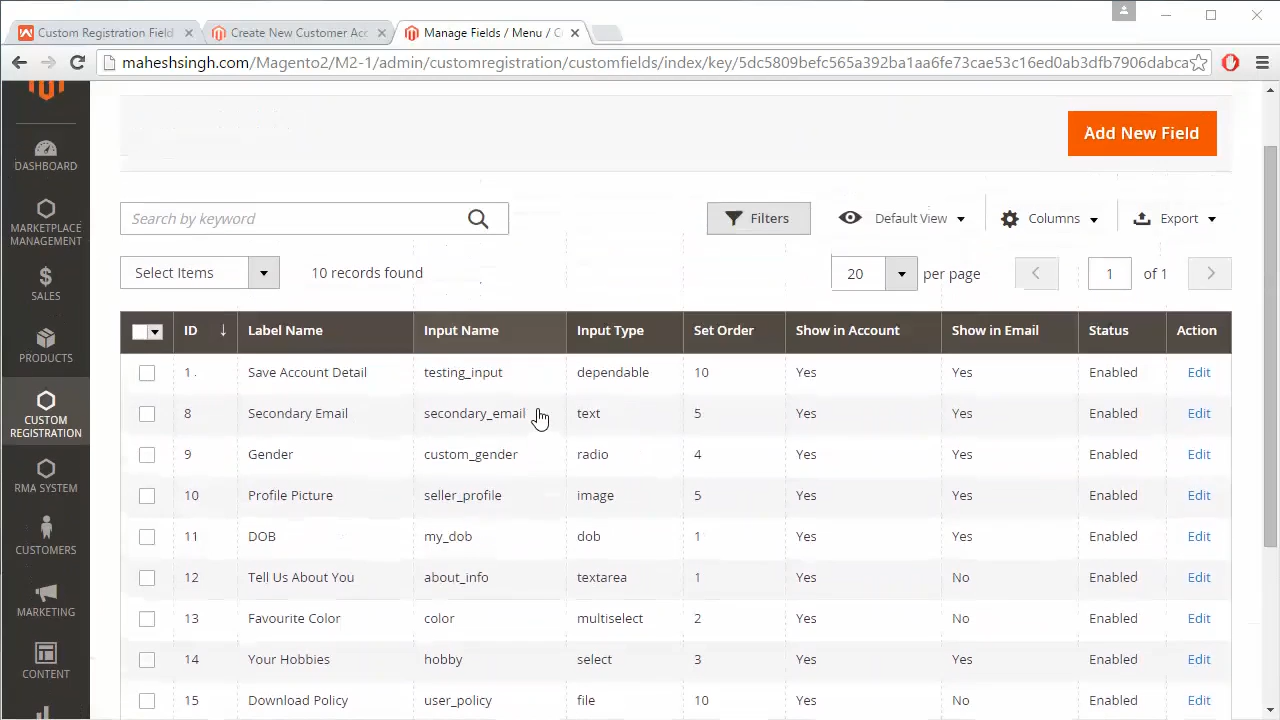 Custom Registration Field
Create New Customer Acc
Manage Fields / Menu / C
maheshsingh.com/Magento2/M2-1/admin/customregistration/customfields/index/key/5dc5809befc565a392ba1aa6fe73cae53c16ed0ab3dfb7906dabca
DASHBOARD
MARKETPLACE
MANAGEMENT
SALES
PRODUCTS
CUSTOM
REGISTRATION
RMA SYSTEM
CUSTOMERS
MARKETING
CONTENT
Add New Field
Search by keyword
Filters
Default View
Columns
Export
Select Items
10 records found
20 per page
1 of 1
ID Label Name Input Name Input Type Set Order Show in Account Show in Email Status Action
1 Save Account Detail testing_input dependable 10 Yes Yes Enabled Edit
8 Secondary Email secondary_email text 5 Yes Yes Enabled Edit
9 Gender custom_gender radio 4 Yes Yes Enabled Edit
10 Profile Picture seller_profile image 5 Yes Yes Enabled Edit
11 DOB my_dob dob 1 Yes Yes Enabled Edit
12 Tell Us About You about_info textarea 1 Yes No Enabled Edit
13 Favourite Color color multiselect 2 Yes No Enabled Edit
14 Your Hobbies hobby select 3 Yes Yes Enabled Edit
15 Download Policy user_policy file 10 Yes No Enabled Edit